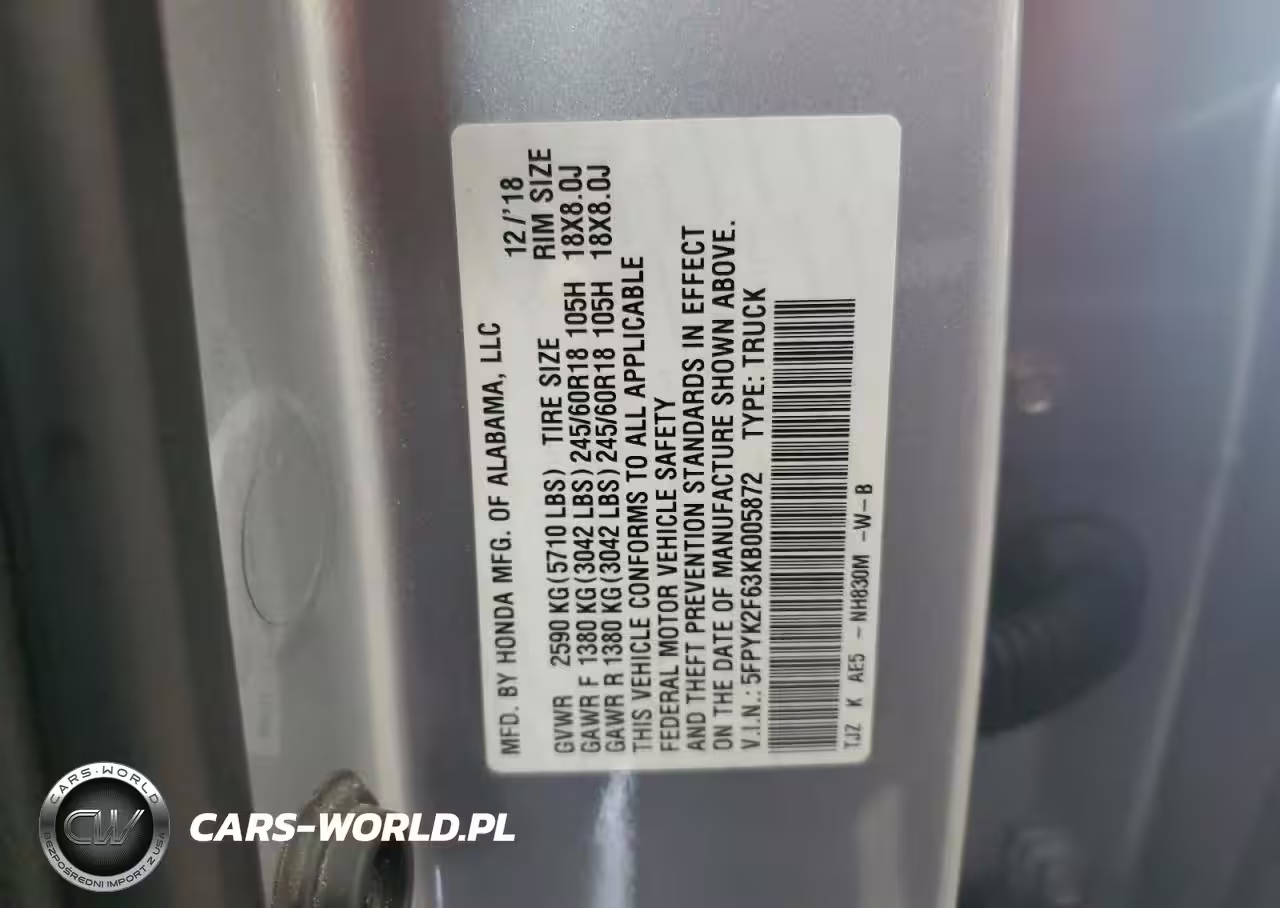 MFD. BY HONDA MFG. OF ALABAMA, LLC 12/'18
GVWR 2590 KG(5710 LBS) TIRE SIZE RIM SIZE
GAWR F 1380 KG(3042 LBS)245/60R18 105H 18X8.0J
GAWR R 1380 KG(3042 LBS)245/60R18 105H 18X8.0J
THIS VEHICLE CONFORMS TO ALL APPLICABLE
FEDERAL MOTOR VEHICLE SAFETY
AND THEFT PREVENTION STANDARDS IN EFFECT
ON THE DATE OF MANUFACTURE SHOWN ABOVE.
V.I.N.: 5FPYK2F63KB005872 TYPE: TRUCK
TJZ K AE5 - NH830M -W-B
CARS-WORLD
CW
BEZPOŚREDNI IMPORT Z USA
CARS-WORLD.PL